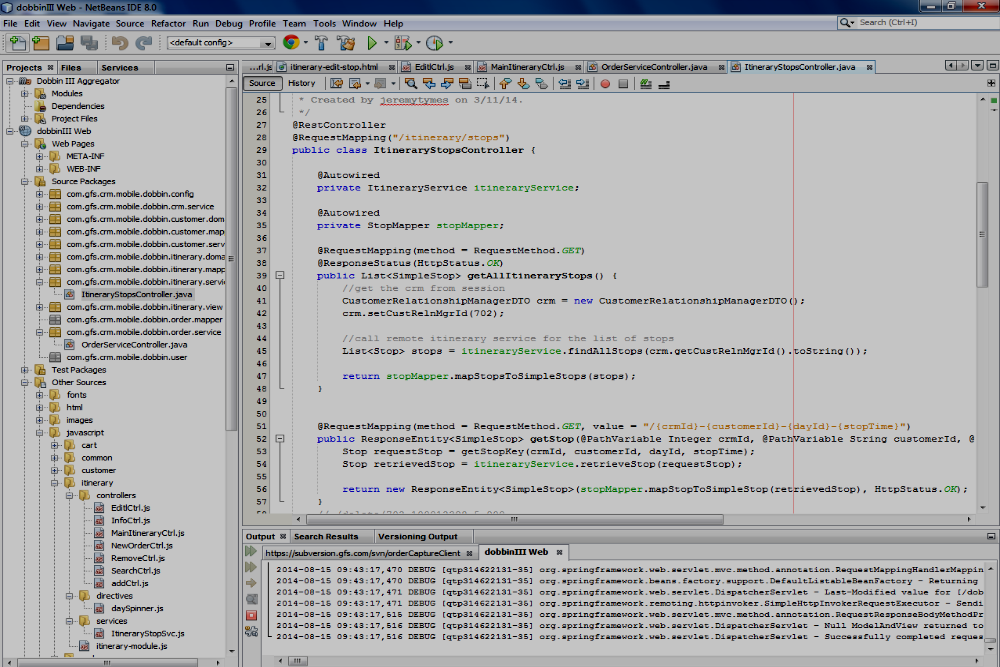 dobbinIII Web - NetBeans IDE 8.0
File Edit View Navigate Source Refactor Run Debug Profile Team Tools Window Help
Search (Ctrl+I)
<default config>
Projects Files Services
...rl.js itinerary-edit-stop.html EditCtrl.js MainItineraryCtrl.js OrderServiceController.java ItineraryStopsController.java
Source History
Dobbin III Aggregator
Modules
Dependencies
Project Files
dobbinIII Web
Web Pages
META-INF
WEB-INF
Source Packages
com.gfs.crm.mobile.dobbin.config
com.gfs.crm.mobile.dobbin.crm.service
com.gfs.crm.mobile.dobbin.customer.dom
com.gfs.crm.mobile.dobbin.customer.map
com.gfs.crm.mobile.dobbin.customer.serv
com.gfs.crm.mobile.dobbin.itinerary.doma
com.gfs.crm.mobile.dobbin.itinerary.mapp
com.gfs.crm.mobile.dobbin.itinerary.servi
ItineraryStopsController.java
com.gfs.crm.mobile.dobbin.itinerary.view
com.gfs.crm.mobile.dobbin.order.mapper
com.gfs.crm.mobile.dobbin.order.service
OrderServiceController.java
com.gfs.crm.mobile.dobbin.user
Test Packages
Other Sources
fonts
html
images
javascript
cart
common
customer
itinerary
controllers
EditlCtrl.js
InfoCtrl.js
MainItineraryCtrl.js
NewOrderCtrl.js
RemoveCtrl.js
SearchCtrl.js
addCtrl.js
directives
daySpinner.js
services
ItineraryStopSvc.js
itinerary-module.js
25 * Created by jeremytymes on 3/11/14.
26 */
27 @RestController
28 @RequestMapping("/itinerary/stops")
29 public class ItineraryStopsController {
30
31 @Autowired
32 private ItineraryService itineraryService;
33
34 @Autowired
35 private StopMapper stopMapper;
36
37 @RequestMapping(method = RequestMethod.GET)
38 @ResponseStatus(HttpStatus.OK)
39 public List<SimpleStop> getAllItineraryStops() {
40 //get the crm from session
41 CustomerRelationshipManagerDTO crm = new CustomerRelationshipManagerDTO();
42 crm.setCustRelnMgrId(702);
43
44 //call remote itinerary service for the list of stops
45 List<Stop> stops = itineraryService.findAllStops(crm.getCustRelnMgrId().toString());
46
47 return stopMapper.mapStopsToSimpleStops(stops);
48 }
49
50
51 @RequestMapping(method = RequestMethod.GET, value = "/{crmId}-{customerId}-{dayId}-{stopTime}")
52 public ResponseEntity<SimpleStop> getStop(@PathVariable Integer crmId, @PathVariable String customerId, @
53 Stop requestStop = getStopKey(crmId, customerId, dayId, stopTime);
54 Stop retrievedStop = itineraryService.retrieveStop(requestStop);
55
56 return new ResponseEntity<SimpleStop>(stopMapper.mapStopToSimpleStop(retrievedStop), HttpStatus.OK);
57 }
Output Search Results Versioning Output
https://subversion.gfs.com/svn/orderCaptureClient dobbinIII Web
2014-08-15 09:43:17,470 DEBUG [qtp314622131-35] org.springframework.web.servlet.mvc.method.annotation.RequestMappingHandlerMappin
2014-08-15 09:43:17,470 DEBUG [qtp314622131-35] org.springframework.beans.factory.support.DefaultListableBeanFactory - Returning
2014-08-15 09:43:17,471 DEBUG [qtp314622131-35] org.springframework.web.servlet.DispatcherServlet - Last-Modified value for [/dob
2014-08-15 09:43:17,471 DEBUG [qtp314622131-35] org.springframework.remoting.httpinvoker.SimpleHttpInvokerRequestExecutor - Sendi
2014-08-15 09:43:17,516 DEBUG [qtp314622131-35] org.springframework.web.servlet.mvc.method.annotation.RequestResponseBodyMethodPr
2014-08-15 09:43:17,516 DEBUG [qtp314622131-35] org.springframework.web.servlet.DispatcherServlet - Null ModelAndView returned to
2014-08-15 09:43:17,516 DEBUG [qtp314622131-35] org.springframework.web.servlet.DispatcherServlet - Successfully completed reques